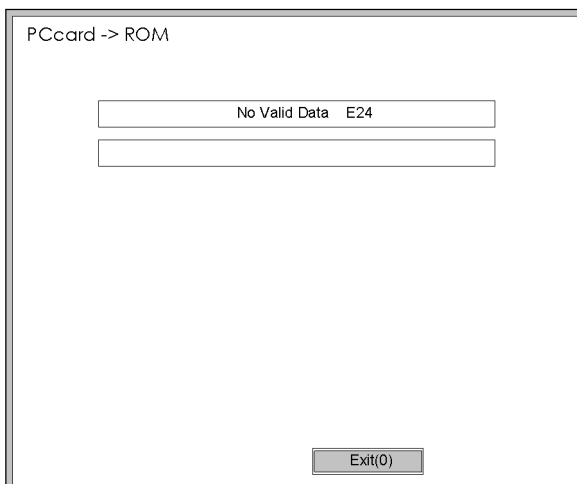 PCcard -> ROM
No Valid Data E24
Exit(0)